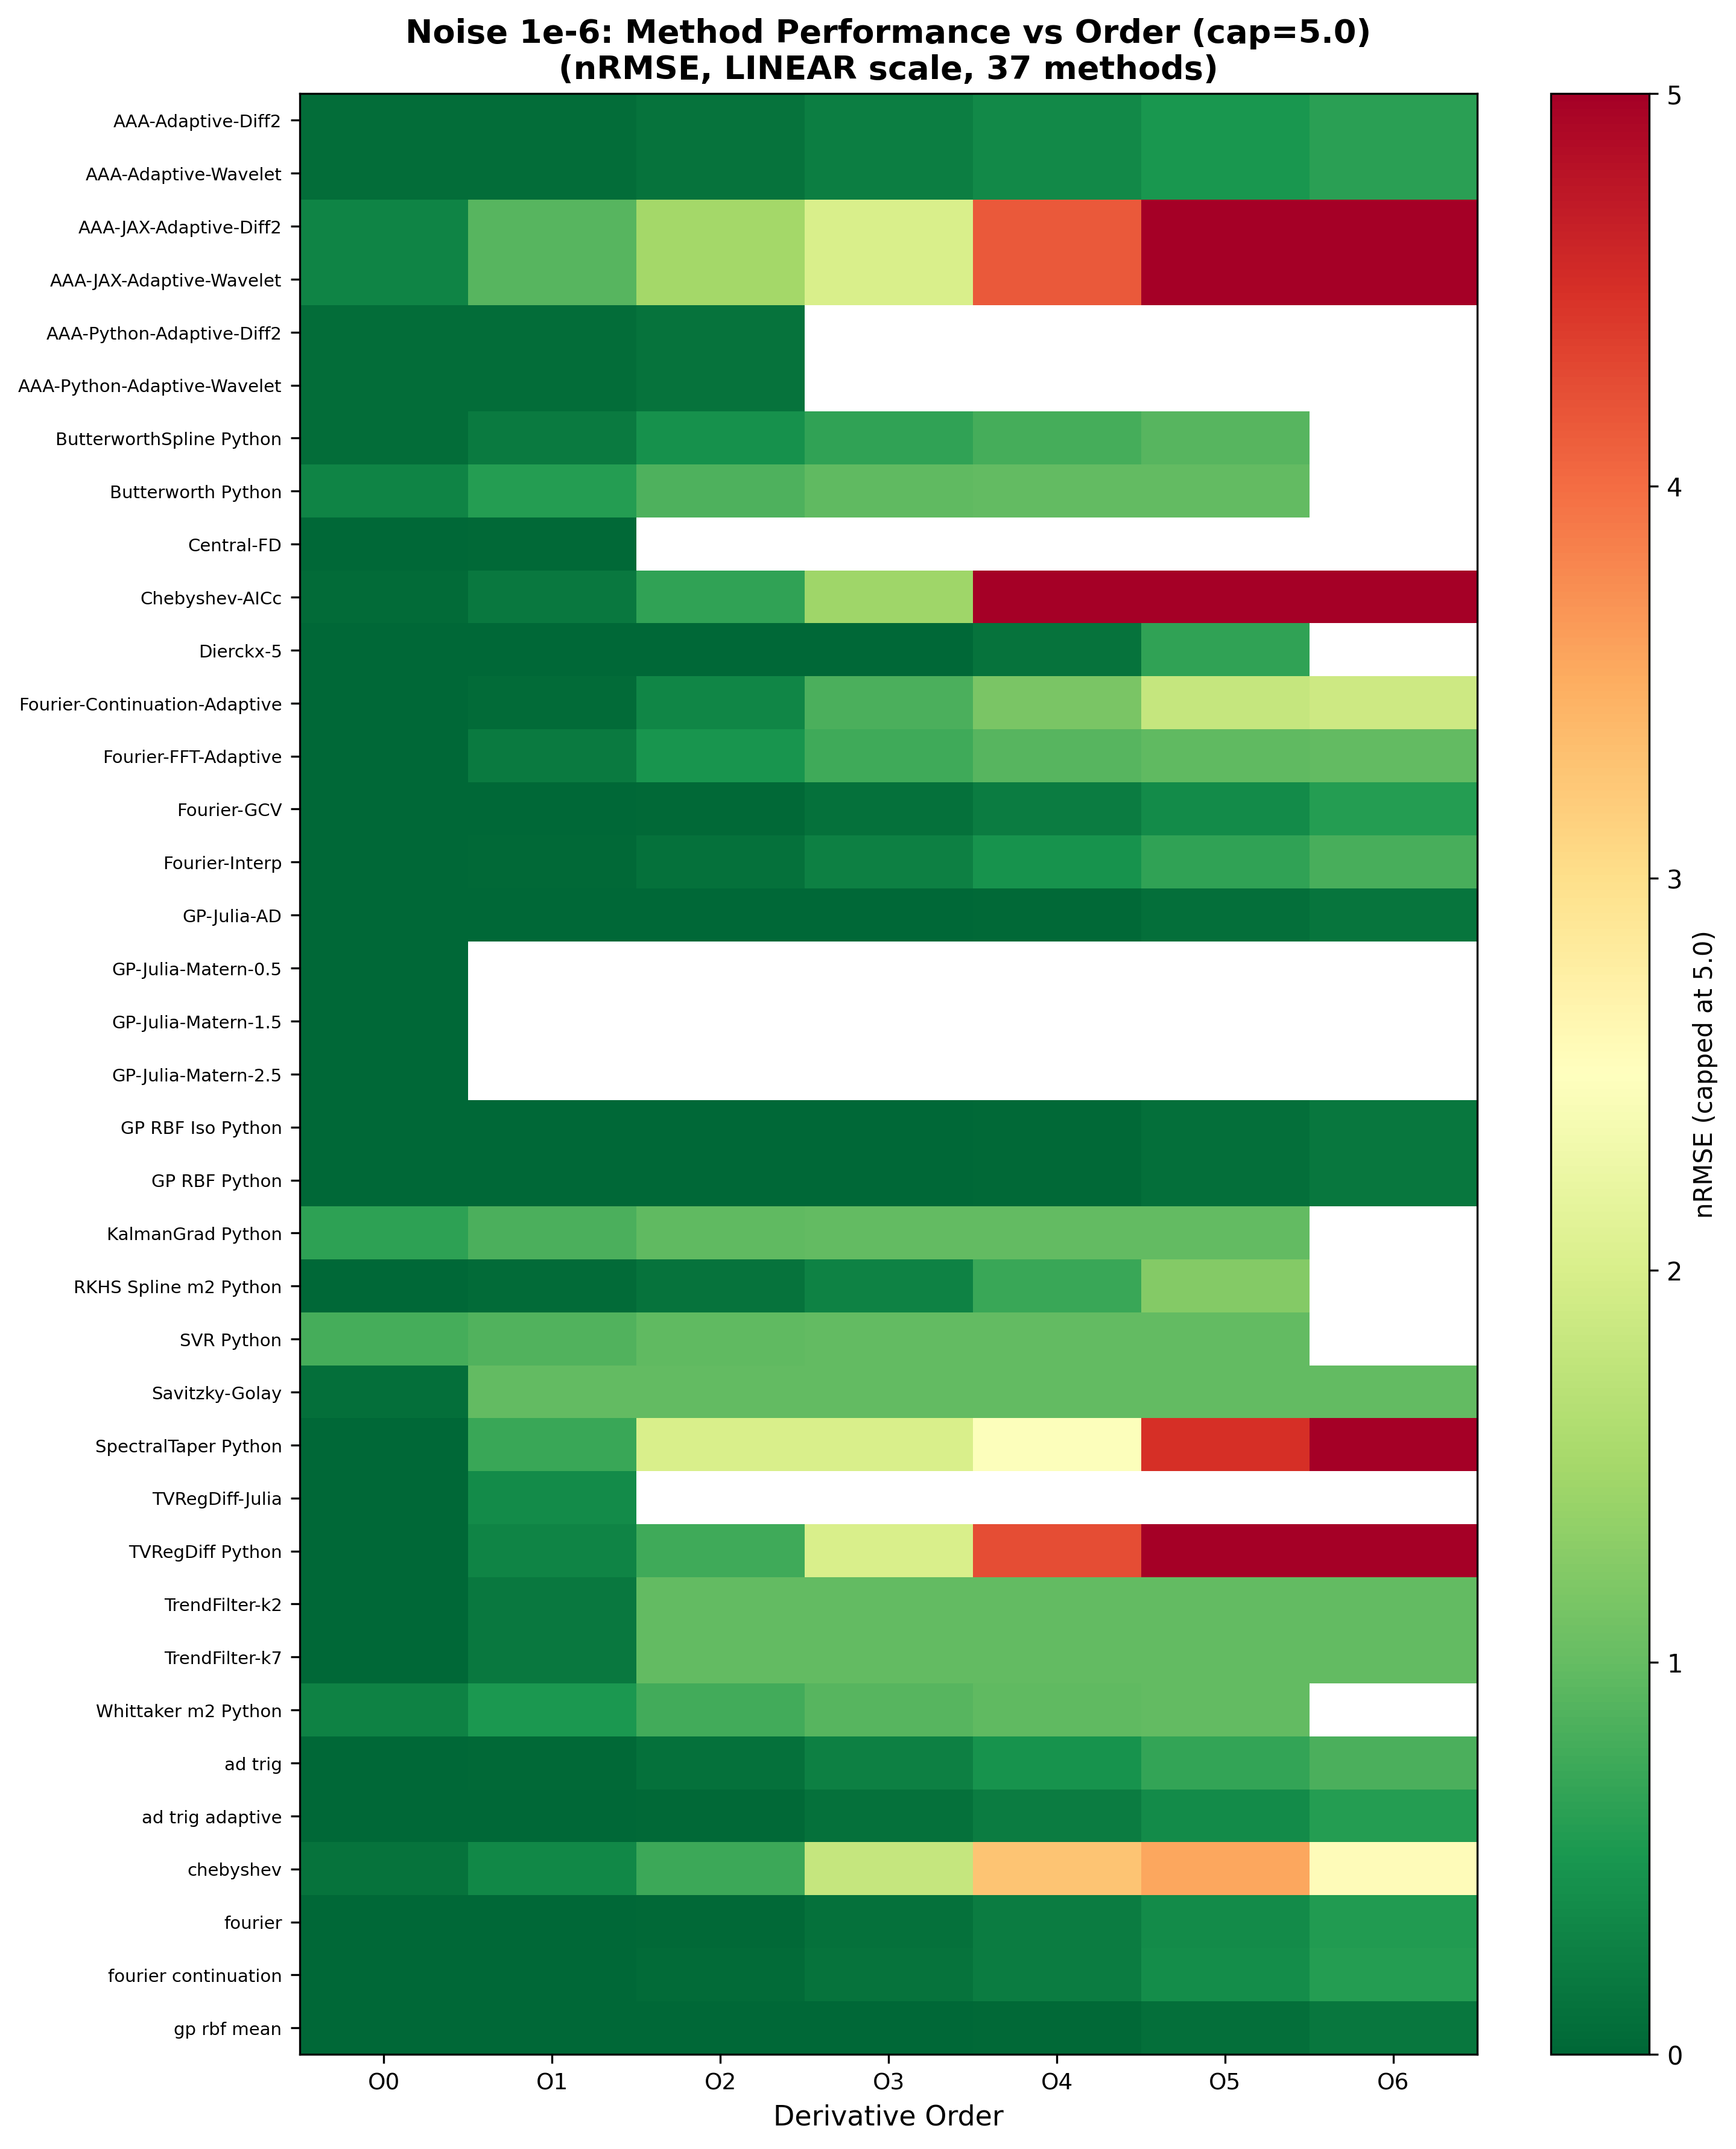 Noise 1e-6: Method Performance vs Order (cap=5.0)
(nRMSE, LINEAR scale, 37 methods)
AAA-Adaptive-Diff2
AAA-Adaptive-Wavelet
AAA-JAX-Adaptive-Diff2
AAA-JAX-Adaptive-Wavelet
AAA-Python-Adaptive-Diff2
AAA-Python-Adaptive-Wavelet
ButterworthSpline Python
Butterworth Python
Central-FD
Chebyshev-AICc
Dierckx-5
Fourier-Continuation-Adaptive
Fourier-FFT-Adaptive
Fourier-GCV
Fourier-Interp
GP-Julia-AD
GP-Julia-Matern-0.5
GP-Julia-Matern-1.5
GP-Julia-Matern-2.5
GP RBF Iso Python
GP RBF Python
KalmanGrad Python
RKHS Spline m2 Python
SVR Python
Savitzky-Golay
SpectralTaper Python
TVRegDiff-Julia
TVRegDiff Python
TrendFilter-k2
TrendFilter-k7
Whittaker m2 Python
ad trig
ad trig adaptive
chebyshev
fourier
fourier continuation
gp rbf mean
O0 O1 O2 O3 O4 O5 O6
Derivative Order
5
4
3
2
1
0
nRMSE (capped at 5.0)